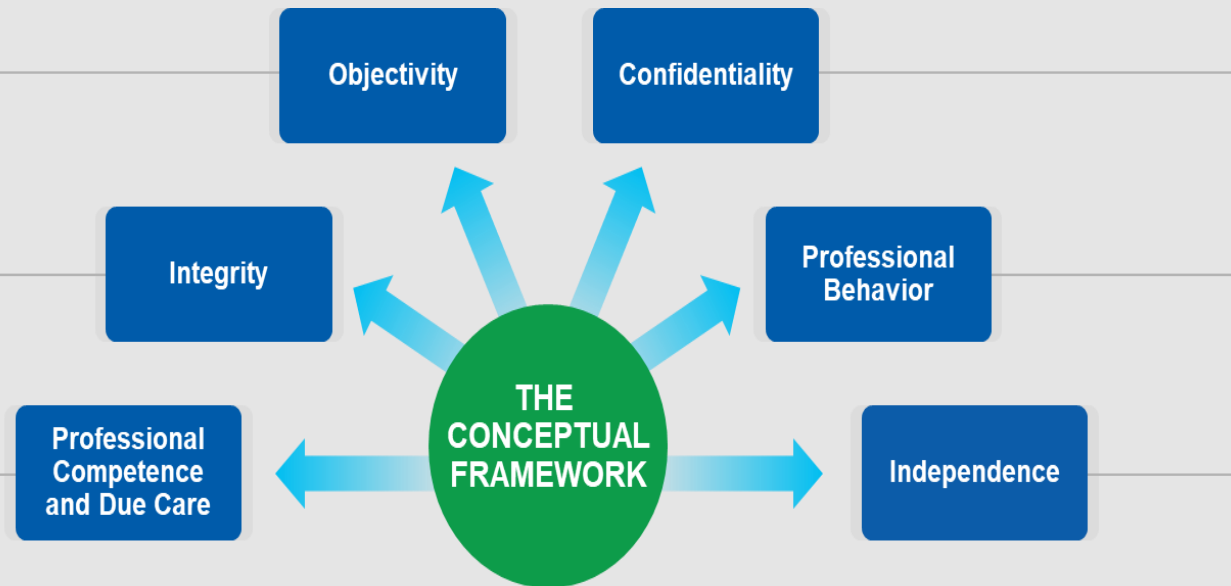 Objectivity
Confidentiality
Integrity
Professional
Behavior
THE
CONCEPTUAL
FRAMEWORK
Professional
Competence
and Due Care
Independence